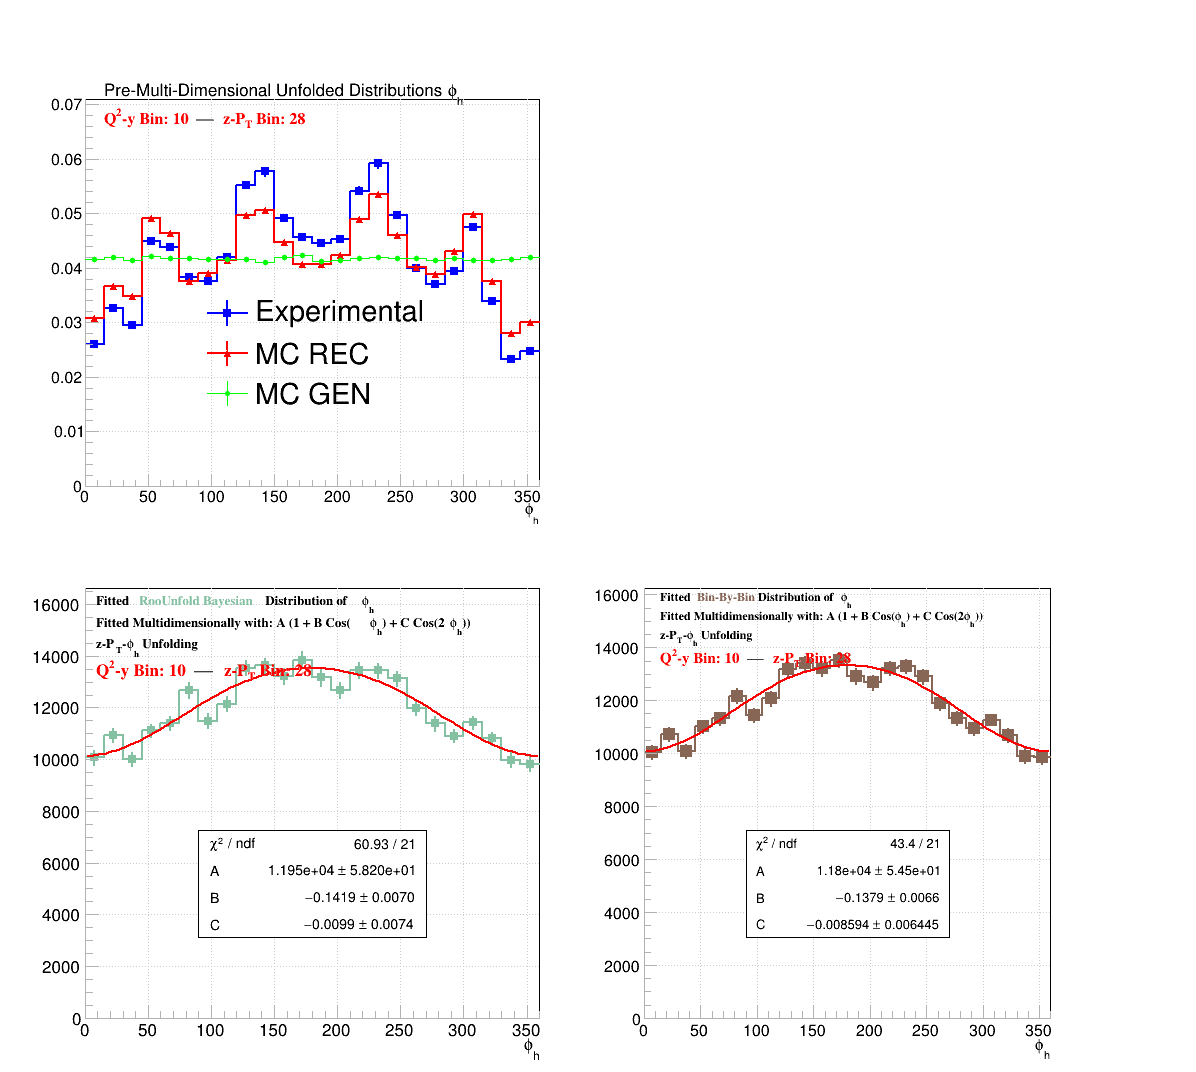 Pre-Multi-Dimensional Unfolded Distributions ϕh
Q2-y Bin: 10 — z-PT Bin: 28
0.07
0.06
0.05
0.04
0.03
0.02
0.01
0
Experimental
MC REC
MC GEN
0 50 100 150 200 250 300 350
ϕh
Fitted RooUnfold Bayesian Distribution of ϕh
Fitted Multidimensionally with: A (1 + B Cos( ϕh) + C Cos(2 ϕh))
z-PT-ϕh Unfolding
Q2-y Bin: 10 — z-PT Bin: 28
16000
14000
12000
10000
8000
6000
4000
2000
0
χ2 / ndf 60.93 / 21
A 1.195e+04 ± 5.820e+01
B −0.1419 ± 0.0070
C −0.0099 ± 0.0074
0 50 100 150 200 250 300 350
ϕh
Fitted Bin-By-Bin Distribution of ϕh
Fitted Multidimensionally with: A (1 + B Cos(ϕh) + C Cos(2ϕh))
z-PT-ϕh Unfolding
Q2-y Bin: 10 — z-PT Bin: 28
16000
14000
12000
10000
8000
6000
4000
2000
0
χ2 / ndf 43.4 / 21
A 1.18e+04 ± 5.45e+01
B −0.1379 ± 0.0066
C −0.008594 ± 0.006445
0 50 100 150 200 250 300 350
ϕh